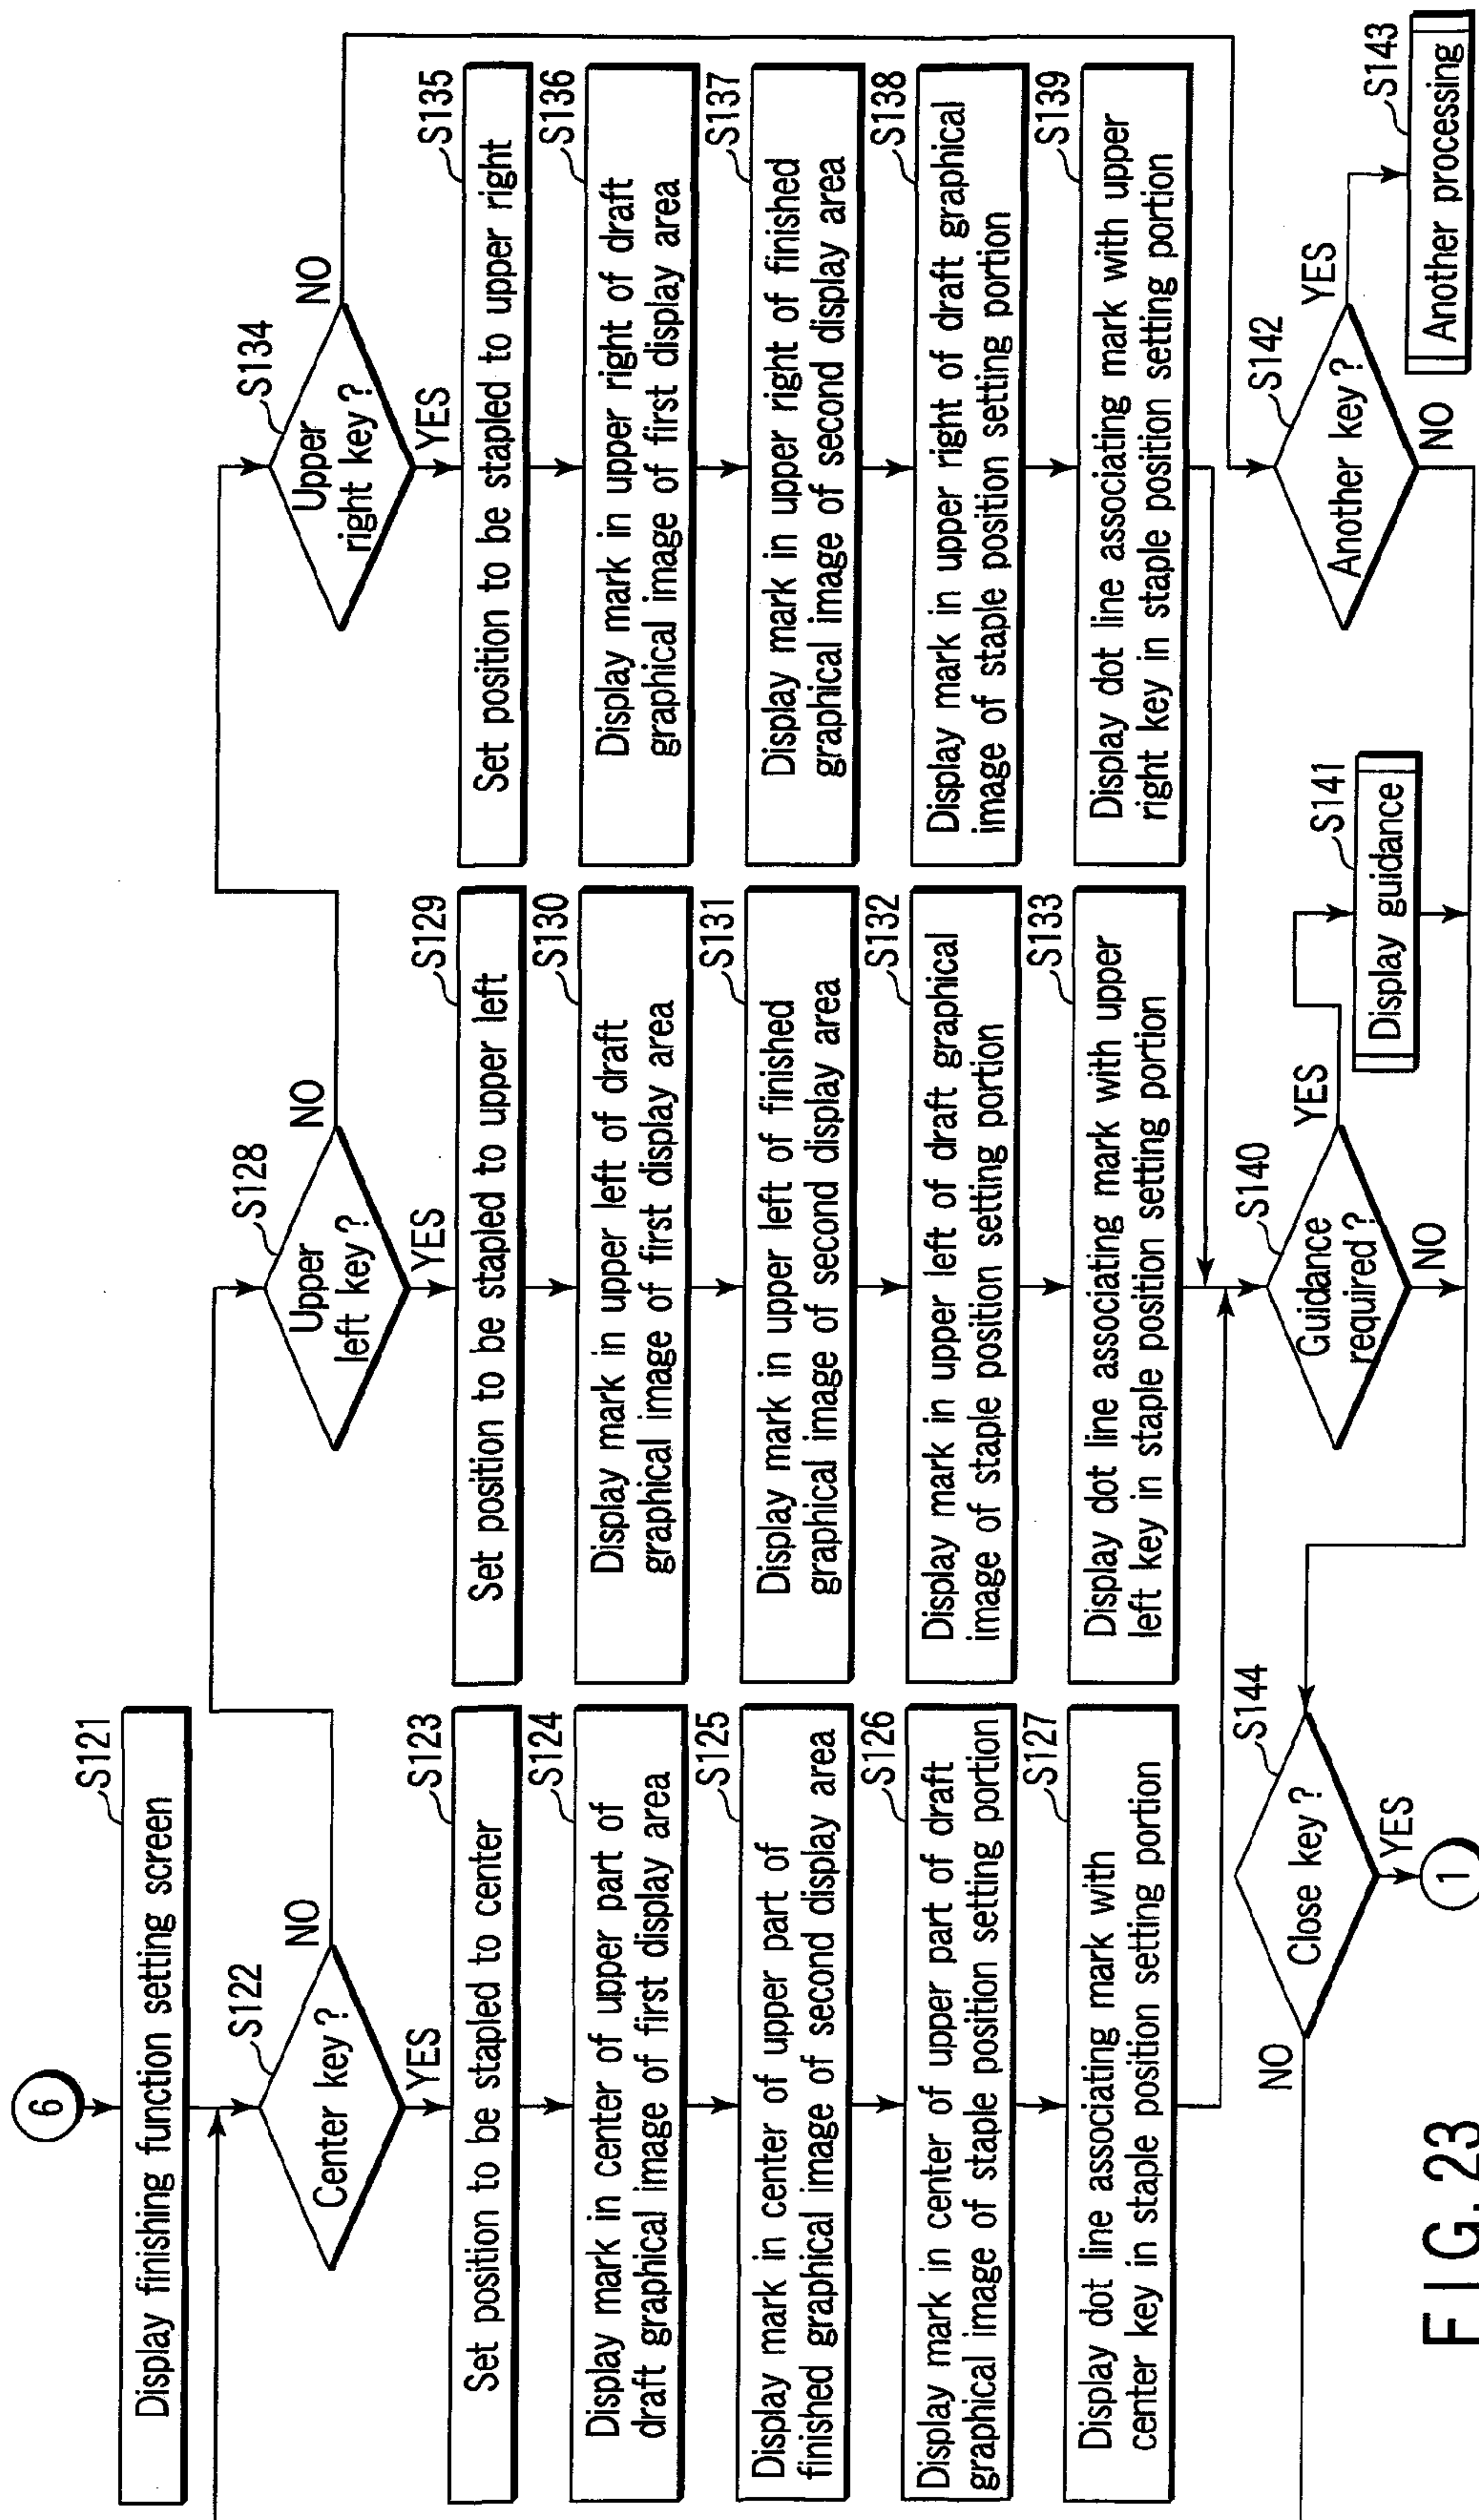 6
S121
Display finishing function setting screen
S122
Center key?
NO
YES
S123
Set position to be stapled to center
S124
Display mark in center of upper part of
draft graphical image of first display area
S125
Display mark in center of upper part of
finished graphical image of second display area
S126
Display mark in center of upper part of draft
graphical image of staple position setting portion
S127
Display dot line associating mark with
center key in staple position setting portion
S128
Upper
left key?
NO
YES
S129
Set position to be stapled to upper left
S130
Display mark in upper left of draft
graphical image of first display area
S131
Display mark in upper left of finished
graphical image of second display area
S132
Display mark in upper left of draft graphical
image of staple position setting portion
S133
Display dot line associating mark with upper
left key in staple position setting portion
S134
Upper
right key?
NO
YES
S135
Set position to be stapled to upper right
S136
Display mark in upper right of draft
graphical image of first display area
S137
Display mark in upper right of finished
graphical image of second display area
S138
Display mark in upper right of draft graphical
image of staple position setting portion
S139
Display dot line associating mark with upper
right key in staple position setting portion
S140
Guidance
required?
YES
NO
S141
Display guidance
S142
Another key?
YES
NO
S143
Another processing
S144
Close key?
NO
YES
1
FIG. 23